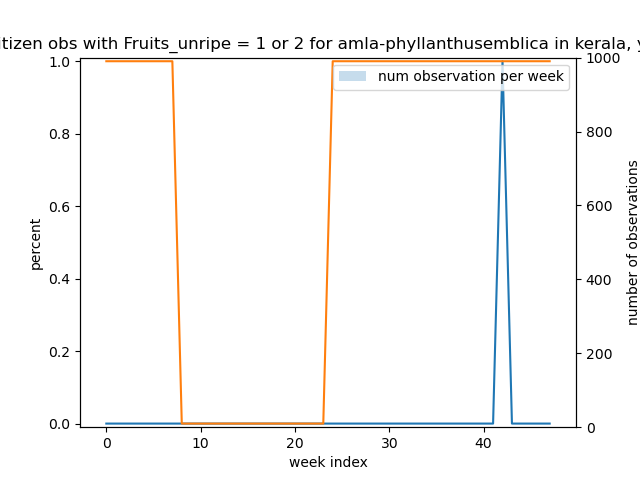 obs with Fruits_unripe = 1 or 2 for amla-phyllanthusemblica in kerala,
num observation per week
percent
1.0
0.8
0.6
0.4
0.2
0.0
1000
800
600
400
200
0
number of observations
0 10 20 30 40
week index